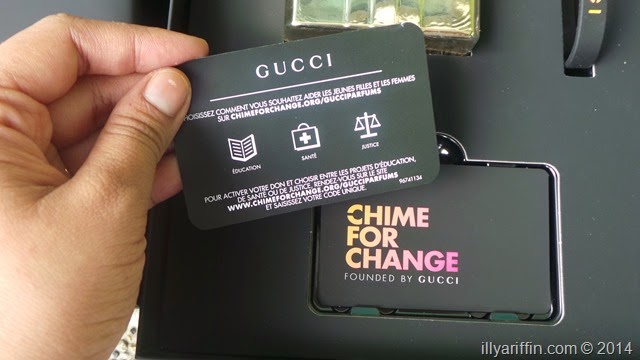 GUCCI
CHOISISSEZ COMMENT VOUS SOUHAITEZ AIDER LES JEUNES FILLES ET LES FEMMES
SUR CHIMEFORCHANGE.ORG/GUCCIPARFUMS
ÉDUCATION
SANTÉ
JUSTICE
POUR ACTIVER VOTRE DON ET CHOISIR ENTRE LES PROJETS D'ÉDUCATION,
DE SANTÉ OU DE JUSTICE, RENDEZ-VOUS SUR LE SITE
WWW.CHIMEFORCHANGE.ORG/GUCCIPARFUMS
ET SAISISSEZ VOTRE CODE UNIQUE.
96741134
CHIME
FOR
CHANGE
FOUNDED BY GUCCI
illyariffin.com © 2014